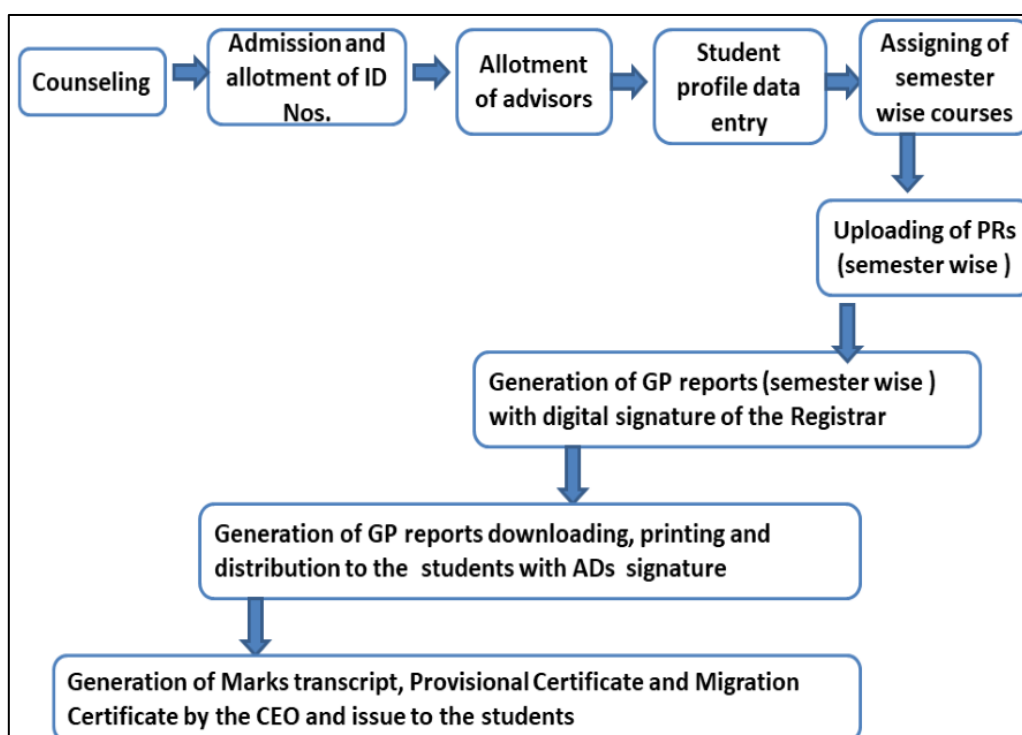 Counseling
Admission and
allotment of ID
Nos.
Allotment
of advisors
Student
profile data
entry
Assigning of
semester
wise courses
Uploading of PRs
(semester wise )
Generation of GP reports (semester wise )
with digital signature of the Registrar
Generation of GP reports downloading, printing and
distribution to the  students with ADs  signature
Generation of Marks transcript, Provisional Certificate and Migration
Certificate by the CEO and issue to the students